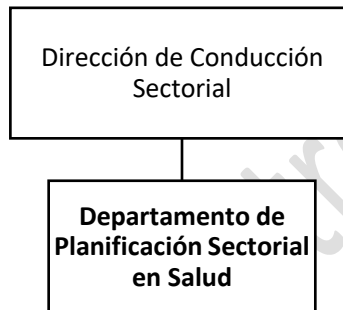 Dirección de Conducción
Sectorial
Departamento de
Planificación Sectorial
en Salud